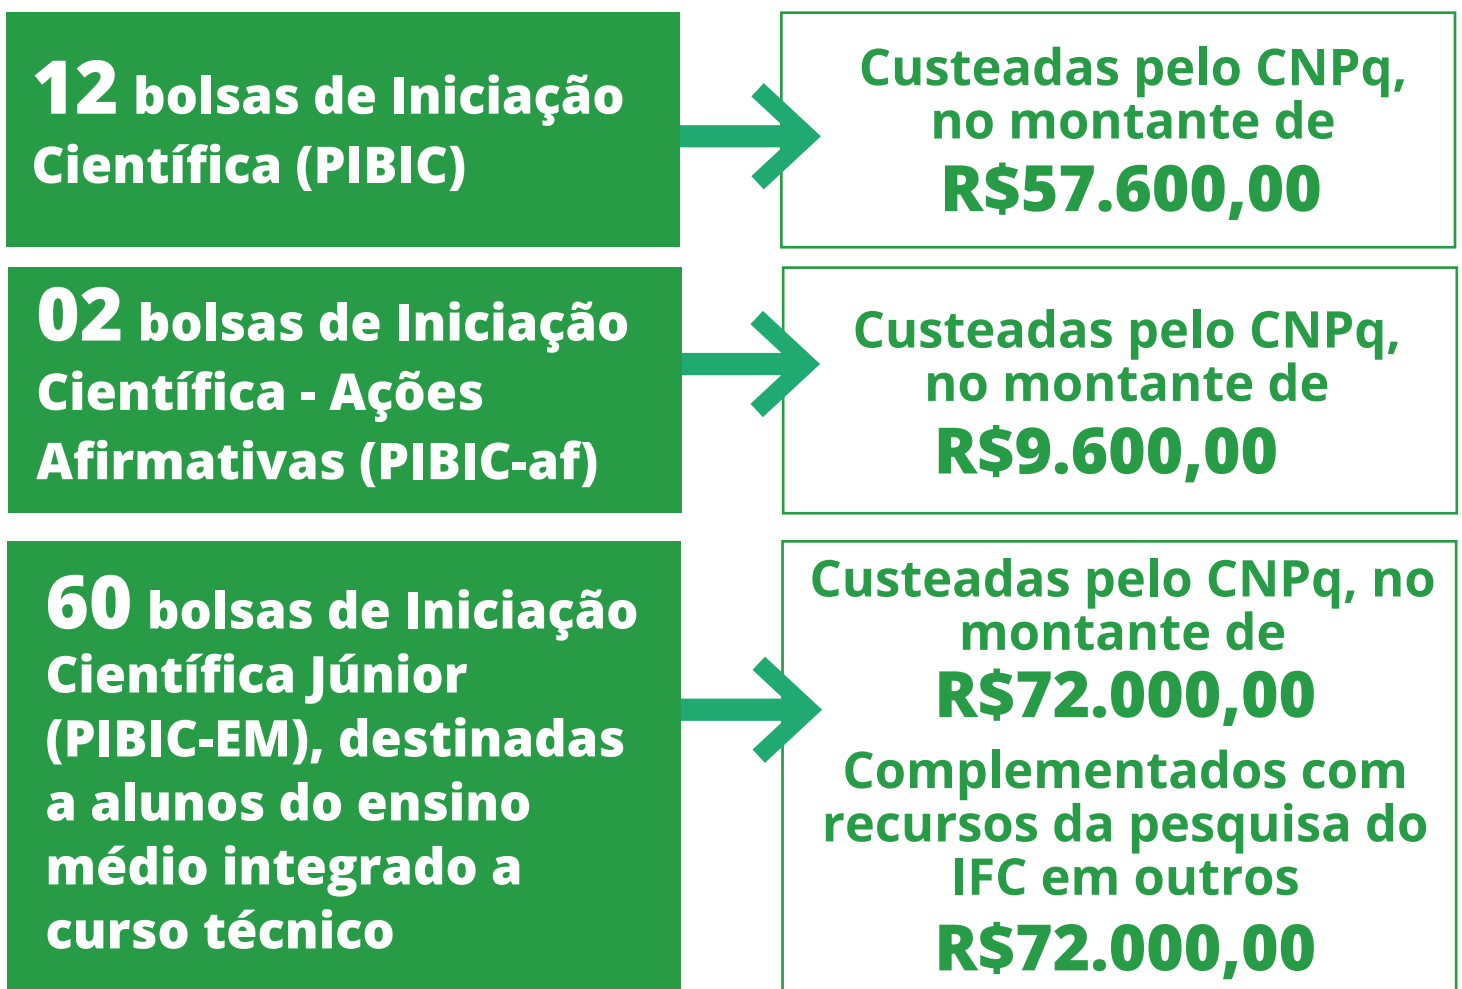 12 bolsas de Iniciação
Científica (PIBIC)
Custeadas pelo CNPq,
no montante de
R$57.600,00
02 bolsas de Iniciação
Científica - Ações
Afirmativas (PIBIC-af)
Custeadas pelo CNPq,
no montante de
R$9.600,00
60 bolsas de Iniciação
Científica Júnior
(PIBIC-EM), destinadas
a alunos do ensino
médio integrado a
curso técnico
Custeadas pelo CNPq, no
montante de
R$72.000,00
Complementados com
recursos da pesquisa do
IFC em outros
R$72.000,00